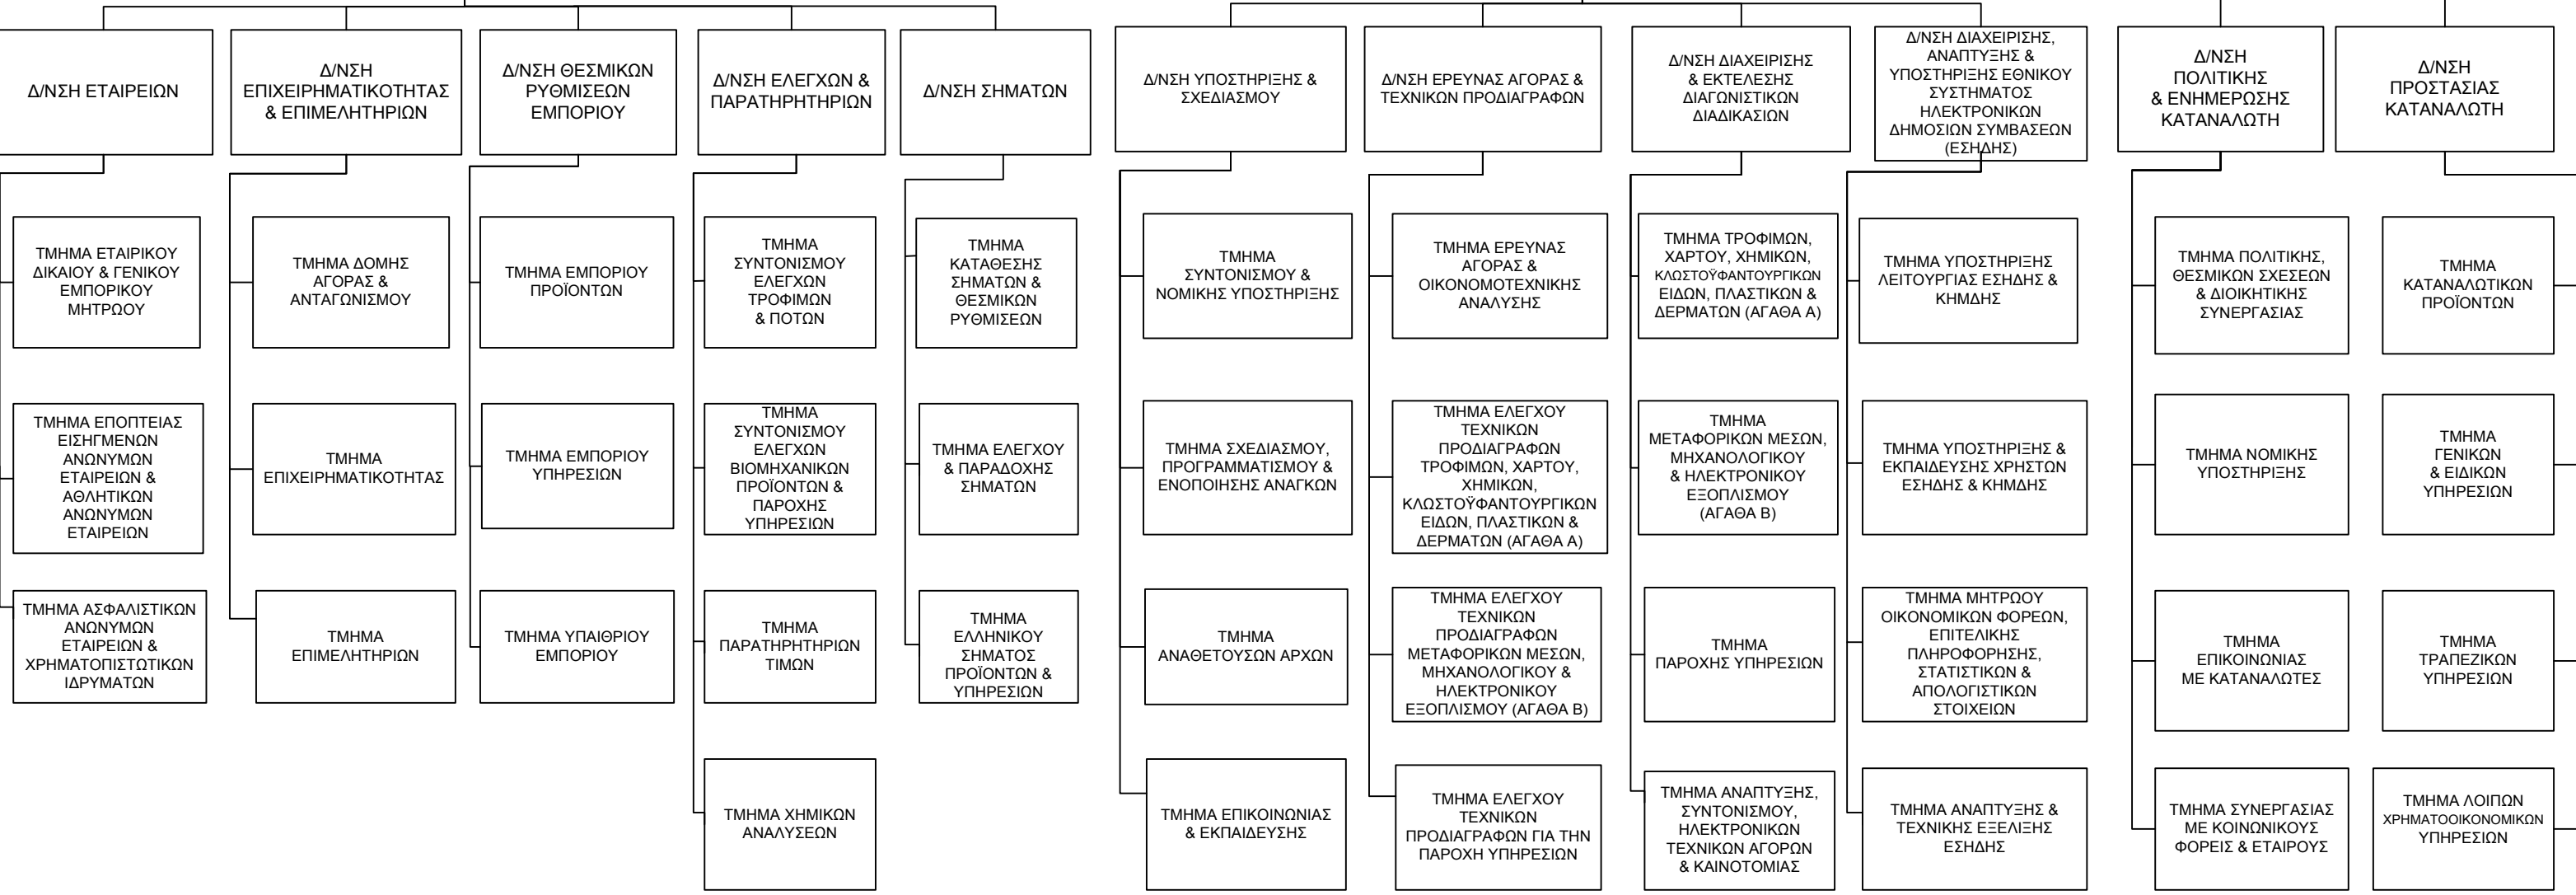 Δ/ΝΣΗ ΕΤΑΙΡΕΙΩΝ
Δ/ΝΣΗ
ΕΠΙΧΕΙΡΗΜΑΤΙΚΟΤΗΤΑΣ
& ΕΠΙΜΕΛΗΤΗΡΙΩΝ
Δ/ΝΣΗ ΘΕΣΜΙΚΩΝ
ΡΥΘΜΙΣΕΩΝ
ΕΜΠΟΡΙΟΥ
Δ/ΝΣΗ ΕΛΕΓΧΩΝ &
ΠΑΡΑΤΗΡΗΤΗΡΙΩΝ
Δ/ΝΣΗ ΣΗΜΑΤΩΝ
Δ/ΝΣΗ ΥΠΟΣΤΗΡΙΞΗΣ &
ΣΧΕΔΙΑΣΜΟΥ
Δ/ΝΣΗ ΕΡΕΥΝΑΣ ΑΓΟΡΑΣ &
ΤΕΧΝΙΚΩΝ ΠΡΟΔΙΑΓΡΑΦΩΝ
Δ/ΝΣΗ ΔΙΑΧΕΙΡΙΣΗΣ
& ΕΚΤΕΛΕΣΗΣ
ΔΙΑΓΩΝΙΣΤΙΚΩΝ
ΔΙΑΔΙΚΑΣΙΩΝ
Δ/ΝΣΗ ΔΙΑΧΕΙΡΙΣΗΣ,
ΑΝΑΠΤΥΞΗΣ &
ΥΠΟΣΤΗΡΙΞΗΣ ΕΘΝΙΚΟΥ
ΣΥΣΤΗΜΑΤΟΣ
ΗΛΕΚΤΡΟΝΙΚΩΝ
ΔΗΜΟΣΙΩΝ ΣΥΜΒΑΣΕΩΝ
(ΕΣΗΔΗΣ)
Δ/ΝΣΗ
ΠΟΛΙΤΙΚΗΣ
& ΕΝΗΜΕΡΩΣΗΣ
ΚΑΤΑΝΑΛΩΤΗ
Δ/ΝΣΗ
ΠΡΟΣΤΑΣΙΑΣ
ΚΑΤΑΝΑΛΩΤΗ
ΤΜΗΜΑ ΕΤΑΙΡΙΚΟΥ
ΔΙΚΑΙΟΥ & ΓΕΝΙΚΟΥ
ΕΜΠΟΡΙΚΟΥ
ΜΗΤΡΩΟΥ
ΤΜΗΜΑ ΔΟΜΗΣ
ΑΓΟΡΑΣ &
ΑΝΤΑΓΩΝΙΣΜΟΥ
ΤΜΗΜΑ ΕΜΠΟΡΙΟΥ
ΠΡΟΪΟΝΤΩΝ
ΤΜΗΜΑ
ΣΥΝΤΟΝΙΣΜΟΥ
ΕΛΕΓΧΩΝ
ΤΡΟΦΙΜΩΝ
& ΠΟΤΩΝ
ΤΜΗΜΑ
ΚΑΤΑΘΕΣΗΣ
ΣΗΜΑΤΩΝ &
ΘΕΣΜΙΚΩΝ
ΡΥΘΜΙΣΕΩΝ
ΤΜΗΜΑ
ΣΥΝΤΟΝΙΣΜΟΥ &
ΝΟΜΙΚΗΣ ΥΠΟΣΤΗΡΙΞΗΣ
ΤΜΗΜΑ ΕΡΕΥΝΑΣ
ΑΓΟΡΑΣ &
ΟΙΚΟΝΟΜΟΤΕΧΝΙΚΗΣ
ΑΝΑΛΥΣΗΣ
ΤΜΗΜΑ ΤΡΟΦΙΜΩΝ,
ΧΑΡΤΟΥ, ΧΗΜΙΚΩΝ,
ΚΛΩΣΤΟΫΦΑΝΤΟΥΡΓΙΚΩΝ
ΕΙΔΩΝ, ΠΛΑΣΤΙΚΩΝ &
ΔΕΡΜΑΤΩΝ (ΑΓΑΘΑ Α)
ΤΜΗΜΑ ΥΠΟΣΤΗΡΙΞΗΣ
ΛΕΙΤΟΥΡΓΙΑΣ ΕΣΗΔΗΣ &
ΚΗΜΔΗΣ
ΤΜΗΜΑ ΠΟΛΙΤΙΚΗΣ,
ΘΕΣΜΙΚΩΝ ΣΧΕΣΕΩΝ
& ΔΙΟΙΚΗΤΙΚΗΣ
ΣΥΝΕΡΓΑΣΙΑΣ
ΤΜΗΜΑ
ΚΑΤΑΝΑΛΩΤΙΚΩΝ
ΠΡΟΪΟΝΤΩΝ
ΤΜΗΜΑ ΕΠΟΠΤΕΙΑΣ
ΕΙΣΗΓΜΕΝΩΝ
ΑΝΩΝΥΜΩΝ
ΕΤΑΙΡΕΙΩΝ &
ΑΘΛΗΤΙΚΩΝ
ΑΝΩΝΥΜΩΝ
ΕΤΑΙΡΕΙΩΝ
ΤΜΗΜΑ
ΕΠΙΧΕΙΡΗΜΑΤΙΚΟΤΗΤΑΣ
ΤΜΗΜΑ ΕΜΠΟΡΙΟΥ
ΥΠΗΡΕΣΙΩΝ
ΤΜΗΜΑ
ΣΥΝΤΟΝΙΣΜΟΥ
ΕΛΕΓΧΩΝ
ΒΙΟΜΗΧΑΝΙΚΩΝ
ΠΡΟΪΟΝΤΩΝ &
ΠΑΡΟΧΗΣ
ΥΠΗΡΕΣΙΩΝ
ΤΜΗΜΑ ΕΛΕΓΧΟΥ
& ΠΑΡΑΔΟΧΗΣ
ΣΗΜΑΤΩΝ
ΤΜΗΜΑ ΣΧΕΔΙΑΣΜΟΥ,
ΠΡΟΓΡΑΜΜΑΤΙΣΜΟΥ &
ΕΝΟΠΟΙΗΣΗΣ ΑΝΑΓΚΩΝ
ΤΜΗΜΑ ΕΛΕΓΧΟΥ
ΤΕΧΝΙΚΩΝ
ΠΡΟΔΙΑΓΡΑΦΩΝ
ΤΡΟΦΙΜΩΝ, ΧΑΡΤΟΥ,
ΧΗΜΙΚΩΝ,
ΚΛΩΣΤΟΫΦΑΝΤΟΥΡΓΙΚΩΝ
ΕΙΔΩΝ, ΠΛΑΣΤΙΚΩΝ &
ΔΕΡΜΑΤΩΝ (ΑΓΑΘΑ Α)
ΤΜΗΜΑ
ΜΕΤΑΦΟΡΙΚΩΝ ΜΕΣΩΝ,
ΜΗΧΑΝΟΛΟΓΙΚΟΥ
& ΗΛΕΚΤΡΟΝΙΚΟΥ
ΕΞΟΠΛΙΣΜΟΥ
(ΑΓΑΘΑ Β)
ΤΜΗΜΑ ΥΠΟΣΤΗΡΙΞΗΣ &
ΕΚΠΑΙΔΕΥΣΗΣ ΧΡΗΣΤΩΝ
ΕΣΗΔΗΣ & ΚΗΜΔΗΣ
ΤΜΗΜΑ ΝΟΜΙΚΗΣ
ΥΠΟΣΤΗΡΙΞΗΣ
ΤΜΗΜΑ
ΓΕΝΙΚΩΝ
& ΕΙΔΙΚΩΝ
ΥΠΗΡΕΣΙΩΝ
ΤΜΗΜΑ ΑΣΦΑΛΙΣΤΙΚΩΝ
ΑΝΩΝΥΜΩΝ
ΕΤΑΙΡΕΙΩΝ &
ΧΡΗΜΑΤΟΠΙΣΤΩΤΙΚΩΝ
ΙΔΡΥΜΑΤΩΝ
ΤΜΗΜΑ
ΕΠΙΜΕΛΗΤΗΡΙΩΝ
ΤΜΗΜΑ ΥΠΑΙΘΡΙΟΥ
ΕΜΠΟΡΙΟΥ
ΤΜΗΜΑ
ΠΑΡΑΤΗΡΗΤΗΡΙΩΝ
ΤΙΜΩΝ
ΤΜΗΜΑ
ΕΛΛΗΝΙΚΟΥ
ΣΗΜΑΤΟΣ
ΠΡΟΪΟΝΤΩΝ &
ΥΠΗΡΕΣΙΩΝ
ΤΜΗΜΑ
ΑΝΑΘΕΤΟΥΣΩΝ ΑΡΧΩΝ
ΤΜΗΜΑ ΕΛΕΓΧΟΥ
ΤΕΧΝΙΚΩΝ
ΠΡΟΔΙΑΓΡΑΦΩΝ
ΜΕΤΑΦΟΡΙΚΩΝ ΜΕΣΩΝ,
ΜΗΧΑΝΟΛΟΓΙΚΟΥ &
ΗΛΕΚΤΡΟΝΙΚΟΥ
ΕΞΟΠΛΙΣΜΟΥ (ΑΓΑΘΑ Β)
ΤΜΗΜΑ
ΠΑΡΟΧΗΣ ΥΠΗΡΕΣΙΩΝ
ΤΜΗΜΑ ΜΗΤΡΩΟΥ
ΟΙΚΟΝΟΜΙΚΩΝ ΦΟΡΕΩΝ,
ΕΠΙΤΕΛΙΚΗΣ
ΠΛΗΡΟΦΟΡΗΣΗΣ,
ΣΤΑΤΙΣΤΙΚΩΝ &
ΑΠΟΛΟΓΙΣΤΙΚΩΝ
ΣΤΟΙΧΕΙΩΝ
ΤΜΗΜΑ
ΕΠΙΚΟΙΝΩΝΙΑΣ
ΜΕ ΚΑΤΑΝΑΛΩΤΕΣ
ΤΜΗΜΑ
ΤΡΑΠΕΖΙΚΩΝ
ΥΠΗΡΕΣΙΩΝ
ΤΜΗΜΑ ΧΗΜΙΚΩΝ
ΑΝΑΛΥΣΕΩΝ
ΤΜΗΜΑ ΕΠΙΚΟΙΝΩΝΙΑΣ
& ΕΚΠΑΙΔΕΥΣΗΣ
ΤΜΗΜΑ ΕΛΕΓΧΟΥ
ΤΕΧΝΙΚΩΝ
ΠΡΟΔΙΑΓΡΑΦΩΝ ΓΙΑ ΤΗΝ
ΠΑΡΟΧΗ ΥΠΗΡΕΣΙΩΝ
ΤΜΗΜΑ ΑΝΑΠΤΥΞΗΣ,
ΣΥΝΤΟΝΙΣΜΟΥ,
ΗΛΕΚΤΡΟΝΙΚΩΝ
ΤΕΧΝΙΚΩΝ ΑΓΟΡΩΝ
& ΚΑΙΝΟΤΟΜΙΑΣ
ΤΜΗΜΑ ΑΝΑΠΤΥΞΗΣ &
ΤΕΧΝΙΚΗΣ ΕΞΕΛΙΞΗΣ
ΕΣΗΔΗΣ
ΤΜΗΜΑ ΣΥΝΕΡΓΑΣΙΑΣ
ΜΕ ΚΟΙΝΩΝΙΚΟΥΣ
ΦΟΡΕΙΣ & ΕΤΑΙΡΟΥΣ
ΤΜΗΜΑ ΛΟΙΠΩΝ
ΧΡΗΜΑΤΟΟΙΚΟΝΟΜΙΚΩΝ
ΥΠΗΡΕΣΙΩΝ